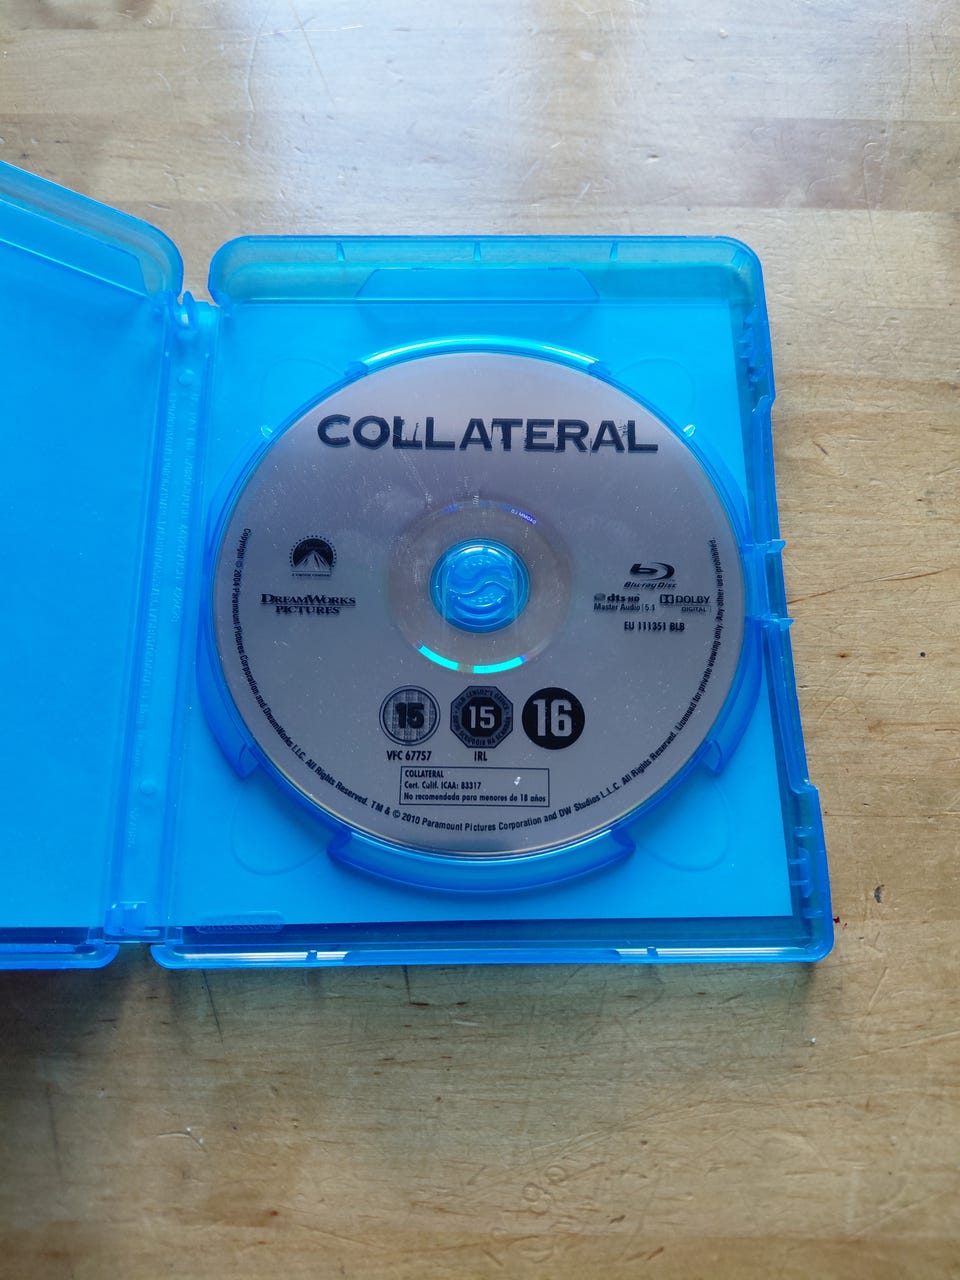 COLLATERAL
DREAMWORKS
PICTURES
Blu-ray Disc
dts HD
Master Audio | 5.1
DOLBY
DIGITAL
EU 111351 BLB
15
15
16
VFC 67757
IRL
COLLATERAL
Cert. Calif. ICAA: 83317
No recomendada para menores de 18 años
Copyright © 2004 Paramount Pictures Corporation and DreamWorks LLC. All Rights Reserved. TM & © 2010 Paramount Pictures Corporation and DW Studios L.L.C. All Rights Reserved. Licensed for private viewing only. Any other use prohibited.